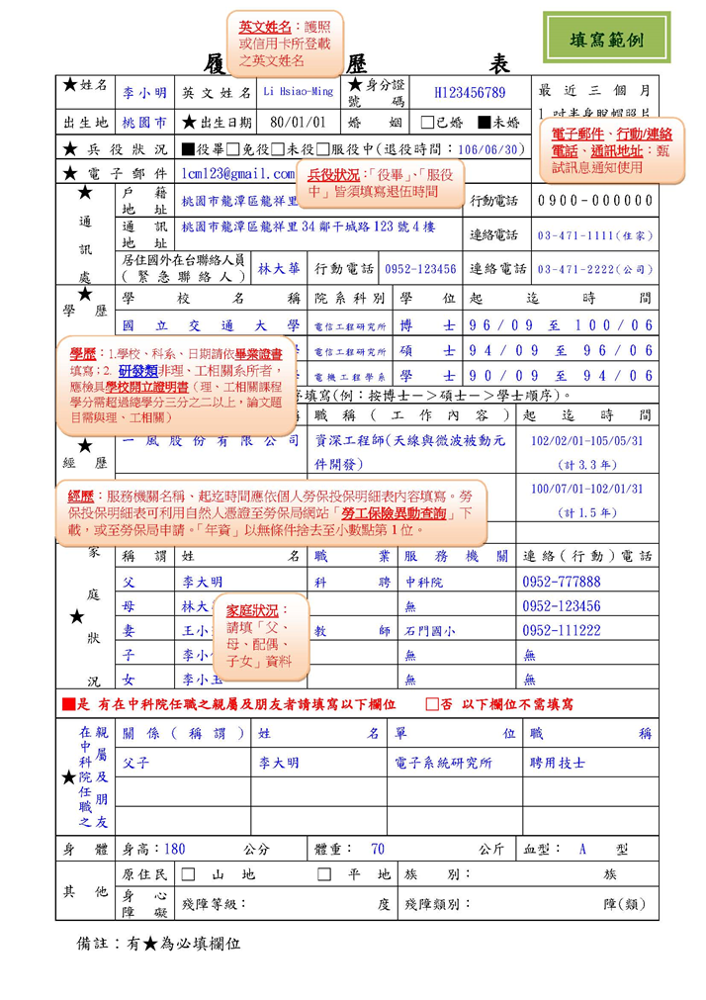 英文姓名：護照
或信用卡所登載
之英文姓名
填寫範例
履 歷 表
★姓名 李小明 英文姓名 Li Hsiao-Ming ★身分證號碼 H123456789 最近三個月
1 吋半身脫帽照片
出生地 桃園市 ★出生日期 80/01/01 婚姻 □已婚 ■未婚
電子郵件、行動/連絡
電話、通訊地址：甄
試訊息通知使用
★兵役狀況 ■役畢□免役□未役□服役中(退役時間：106/06/30)
★電子郵件 lcm123@gmail.com
兵役狀況：「役畢」、「服役
中」皆須填寫退伍時間
★通訊處 戶籍地址 桃園市龍潭區龍祥里 行動電話 0900-000000
通訊地址 桃園市龍潭區龍祥里34鄰干城路123號4樓 連絡電話 03-471-1111(住家)
居住國外在台聯絡人員
(緊急聯絡人) 林大華 行動電話 0952-123456 連絡電話 03-471-2222(公司)
★學歷 學校名稱 院系科別 學位 起迄時間
國立交通大學 電信工程研究所 博士 96/09 至 100/06
學 電信工程研究所 碩士 94/09 至 96/06
學 電機工程學系 學士 90/09 至 94/06
學歷：1.學校、科系、日期請依畢業證書
填寫；2. 研發類非理、工相關系所者，
應檢具學校開立證明書（理、工相關課程
學分需超過總學分三分之二以上，論文題
目需與理、工相關）
序填寫(例：按博士－＞碩士－＞學士順序)。
★經歷 稱 職稱(工作內容) 起迄時間
一風股份有限公司 資深工程師(天線與微波被動元
件開發) 102/02/01-105/05/31
(計3.3年)
100/07/01-102/01/31
(計1.5年)
經歷：服務機關名稱、起迄時間應依個人勞保投保明細表內容填寫。勞
保投保明細表可利用自然人憑證至勞保局網站「勞工保險異動查詢」下
載，或至勞保局申請。「年資」以無條件捨去至小數點第1位。
★家庭狀況 稱謂 姓名 職業 服務機關 連絡(行動)電話
父 李大明 科聘 中科院 0952-777888
母 林大 無 0952-123456
妻 王小 教師 石門國小 0952-111222
子 李小 無 無
女 李小玉 無 無
家庭狀況：
請填「父、
母、配偶、
子女」資料
■是 有在中科院任職之親屬及朋友者請填寫以下欄位 □否 以下欄位不需填寫
★在中科院任職之親屬及朋友 關係(稱謂) 姓名 單位 職稱
父子 李大明 電子系統研究所 聘用技士
身體 身高：180 公分 體重： 70 公斤 血型： A 型
其他 原住民 □ 山地 □ 平地 族別： 族
身心障礙 殘障等級： 度 殘障類別： 障(類)
備註：有★為必填欄位